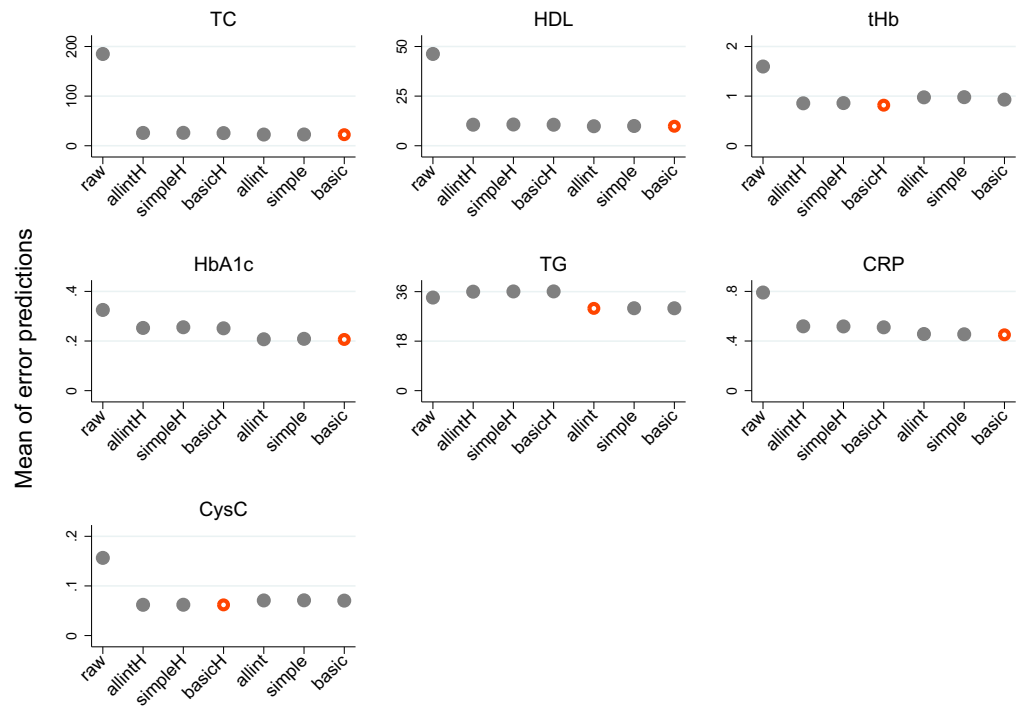 Mean of error predictions
TC
200
100
0
raw
allintH
simpleH
basicH
allint
simple
basic
HDL
50
25
0
raw
allintH
simpleH
basicH
allint
simple
basic
tHb
2
1
0
raw
allintH
simpleH
basicH
allint
simple
basic
HbA1c
.4
.2
0
raw
allintH
simpleH
basicH
allint
simple
basic
TG
36
18
0
raw
allintH
simpleH
basicH
allint
simple
basic
CRP
.8
.4
0
raw
allintH
simpleH
basicH
allint
simple
basic
CysC
.2
.1
0
raw
allintH
simpleH
basicH
allint
simple
basic